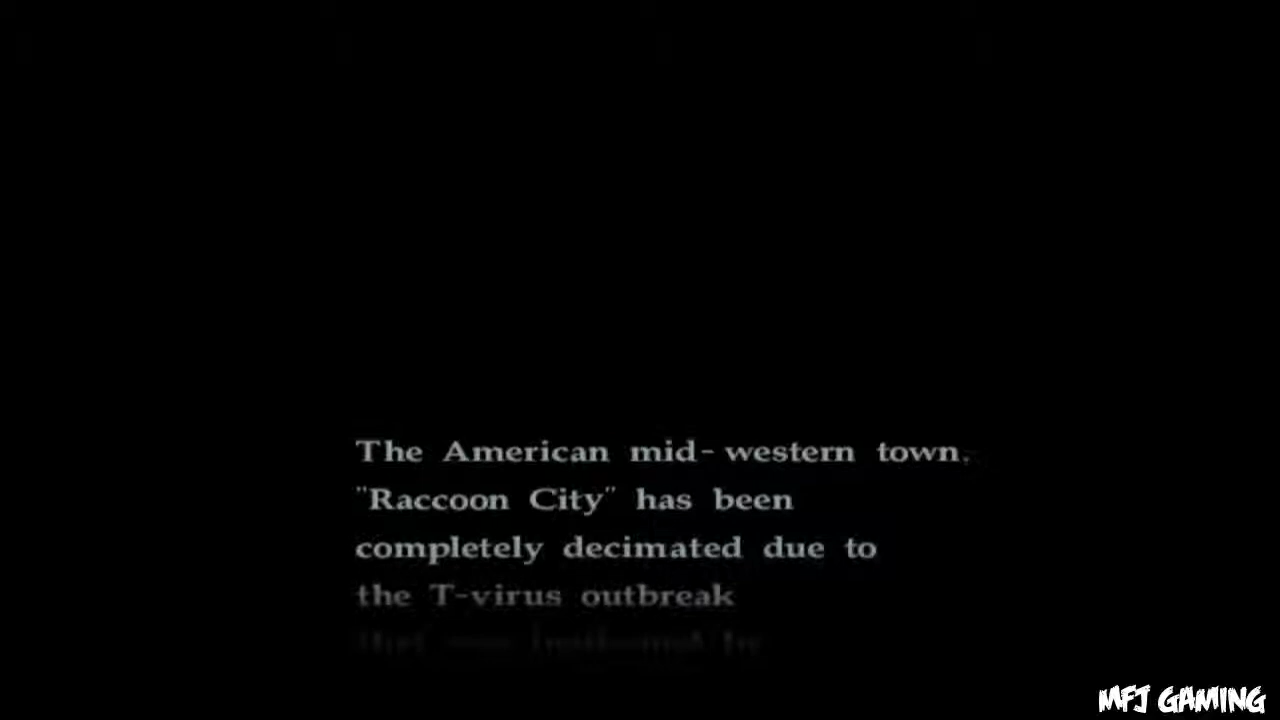 The American mid-western town.
"Raccoon City" has been
completely decimated due to
the T-virus outbreak
MFJ GAMING